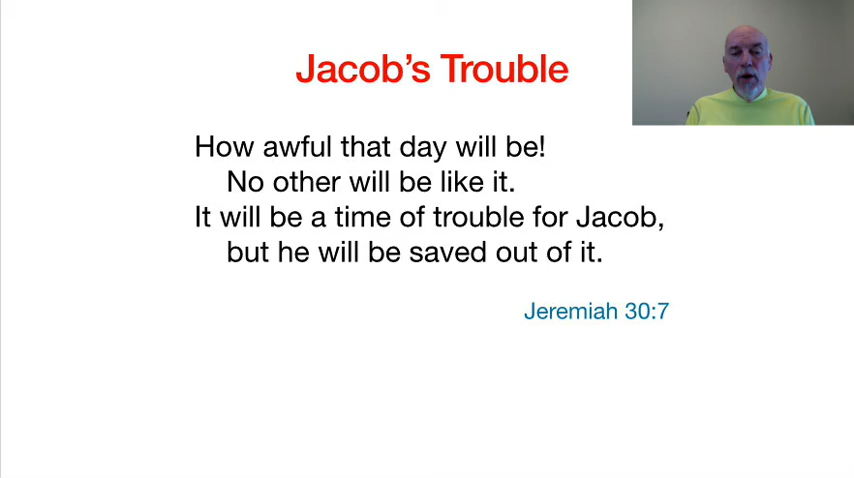 Jacob’s Trouble
How awful that day will be!
No other will be like it.
It will be a time of trouble for Jacob,
but he will be saved out of it.
Jeremiah 30:7